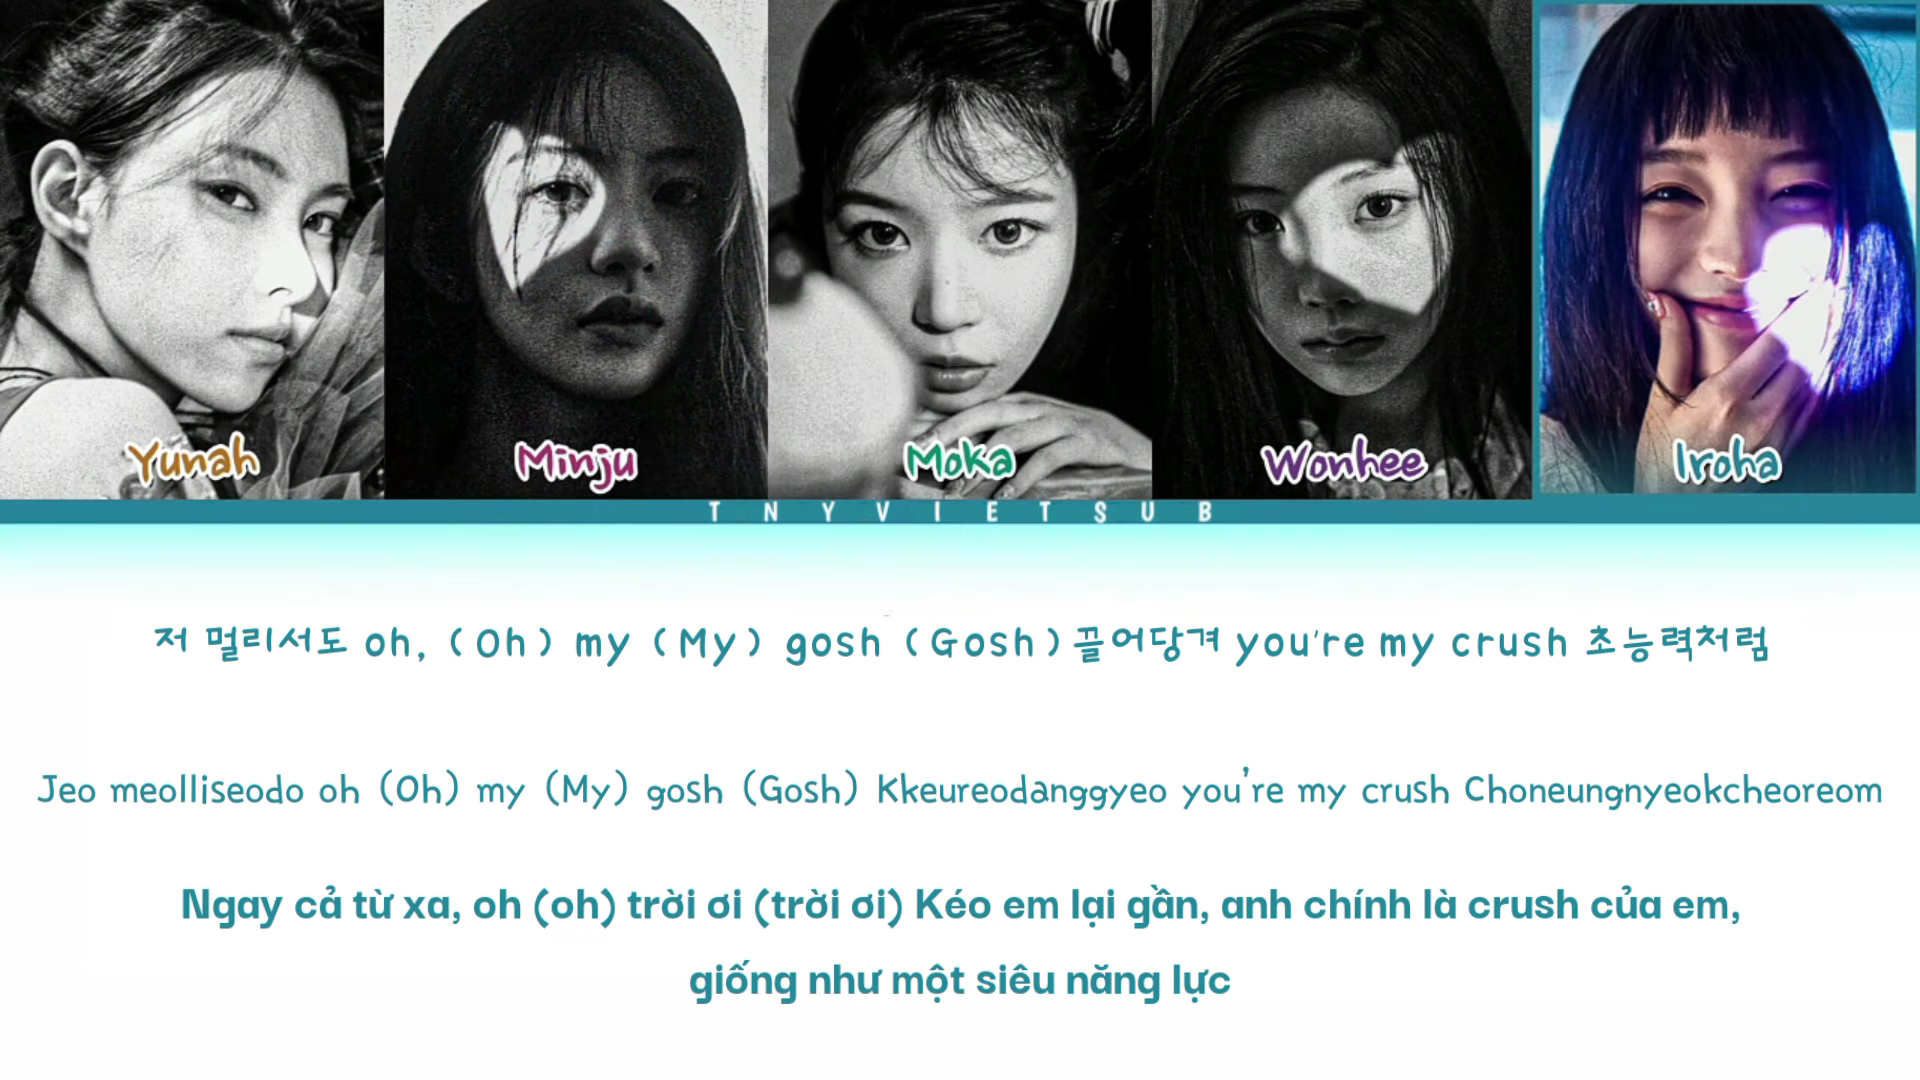 Yunah
Minju
Moka
Wonhee
Iroha
TNYVIETSUB
저 멀리서도 oh, (Oh) my (My) gosh (Gosh) 끌어당겨 you're my crush 초능력처럼
Jeo meolliseodo oh (Oh) my (My) gosh (Gosh) Kkeureodanggyeo you're my crush Choneungnyeokcheoreom
Ngay cả từ xa, oh (oh) trời ơi (trời ơi) Kéo em lại gần, anh chính là crush của em,
giống như một siêu năng lực